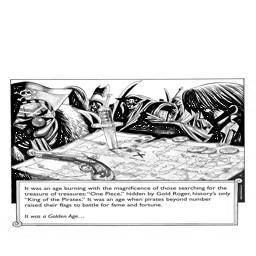 It was an age burning with the magnificence of those searching for the
treasure of treasures: "One Piece," hidden by Gold Roger, history's only
"King of the Pirates." It was an age when pirates beyond number
raised their flags to battle for fame and fortune.
It was a Golden Age...